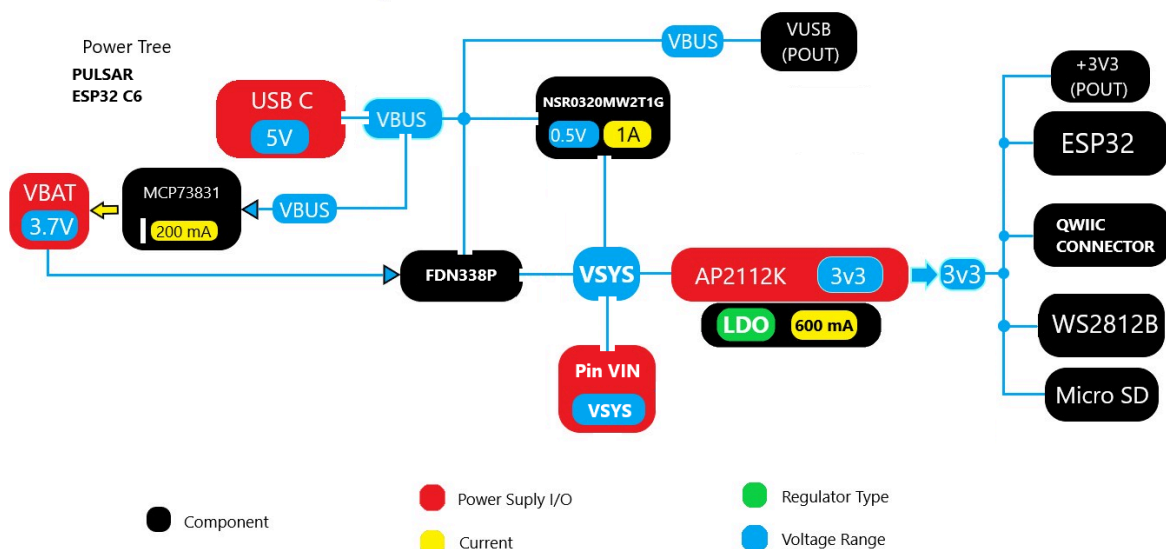 Power Tree
PULSAR
ESP32 C6
USB C
5V
VBUS
VBUS
VUSB
(POUT)
NSR0320MW2T1G
0.5V
1A
+3V3
(POUT)
ESP32
VBAT
3.7V
MCP73831
200 mA
VBUS
QWIIC
CONNECTOR
FDN338P
VSYS
AP2112K
3v3
3v3
LDO
600 mA
WS2812B
Pin VIN
VSYS
Micro SD
Component
Power Suply I/O
Current
Regulator Type
Voltage Range